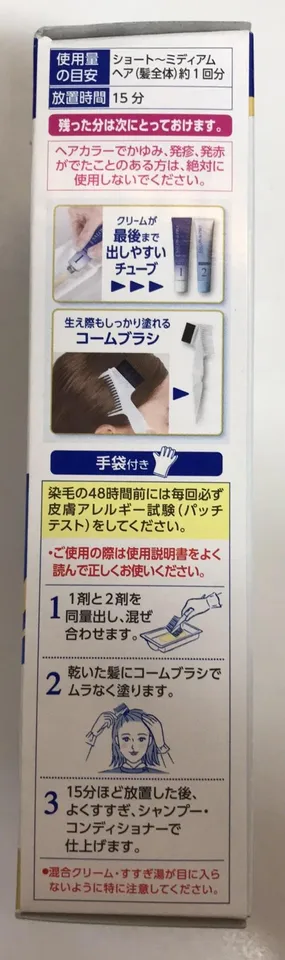 使用量の目安
ショート〜ミディアム
ヘア(髪全体)約1回分
放置時間 15分
残った分は次にとっておけます。
ヘアカラーでかゆみ、発疹、発赤
がでたことのある方は、絶対に
使用しないでください。
クリームが
最後まで
出しやすい
チューブ
1
2
生え際もしっかり塗れる
コームブラシ
手袋付き
染毛の48時間前には毎回必ず
皮膚アレルギー試験(パッチ
テスト)をしてください。
・ご使用の際は使用説明書をよく
読んで正しくお使いください。
1 1剤と2剤を
同量出し、混ぜ
合わせます。
2 乾いた髪にコームブラシで
ムラなく塗ります。
3 15分ほど放置した後、
よくすすぎ、シャンプー・
コンディショナーで
仕上げます。
●混合クリーム・すすぎ湯が目に入ら
ないように特に注意してください。